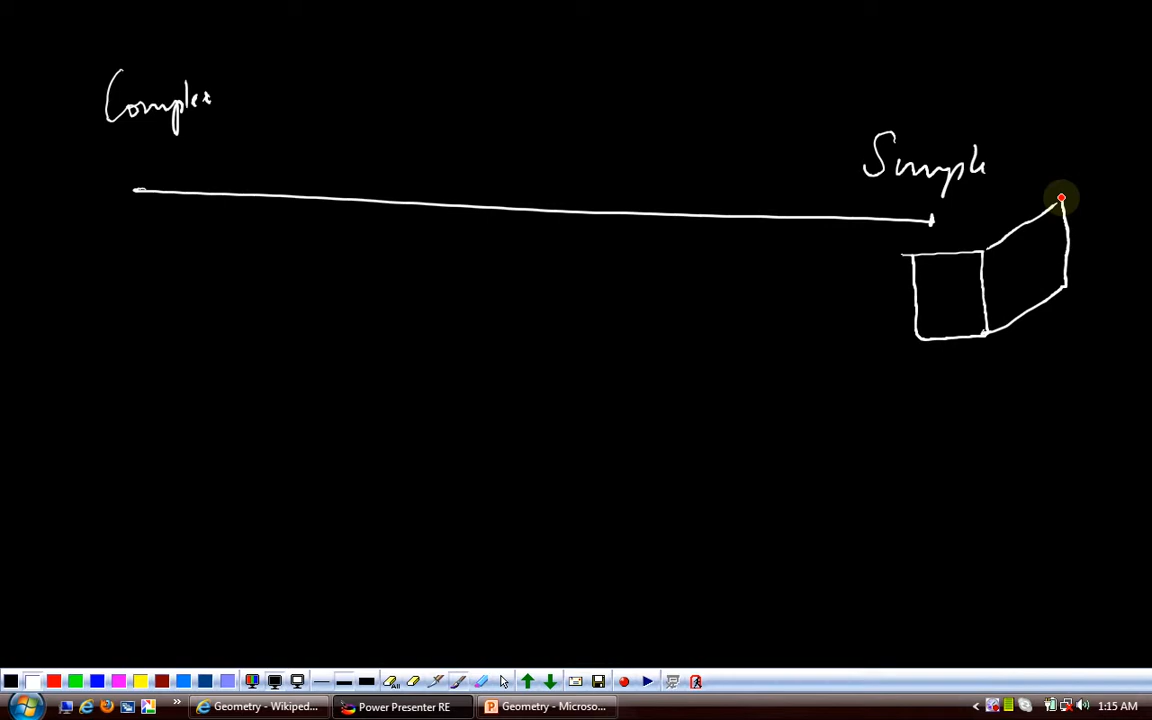 Complex
Simple
Geometry - Wikiped...
Power Presenter RE
Geometry - Microso...
1:15 AM